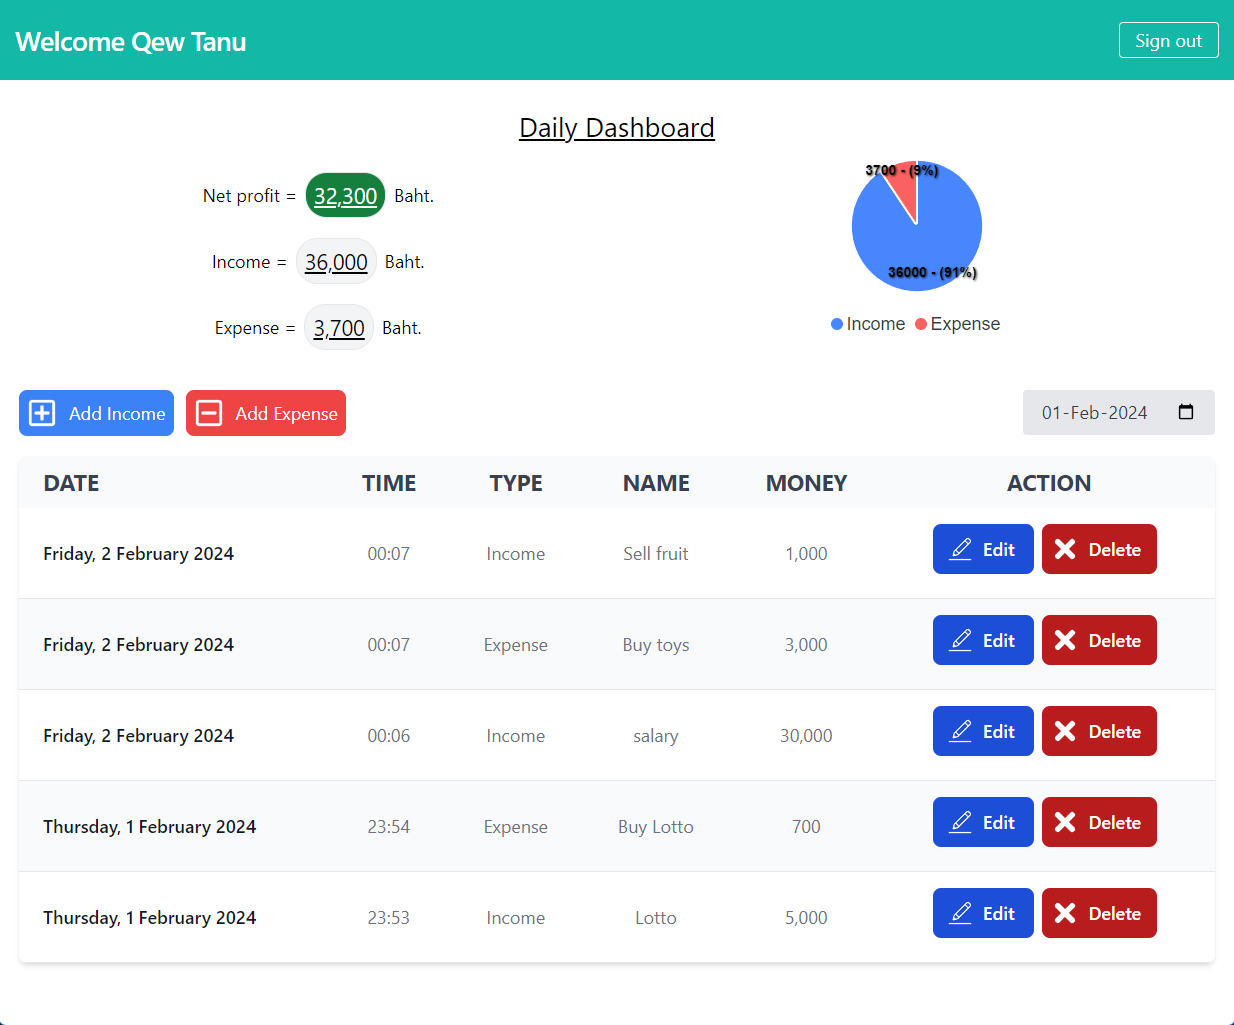 Welcome Qew Tanu
Sign out
Daily Dashboard
Net profit = 32,300 Baht.
Income = 36,000 Baht.
Expense = 3,700 Baht.
3700 - (9%)
36000 - (91%)
Income Expense
Add Income Add Expense 01-Feb-2024
DATE TIME TYPE NAME MONEY ACTION
Friday, 2 February 2024 00:07 Income Sell fruit 1,000 Edit Delete
Friday, 2 February 2024 00:07 Expense Buy toys 3,000 Edit Delete
Friday, 2 February 2024 00:06 Income salary 30,000 Edit Delete
Thursday, 1 February 2024 23:54 Expense Buy Lotto 700 Edit Delete
Thursday, 1 February 2024 23:53 Income Lotto 5,000 Edit Delete